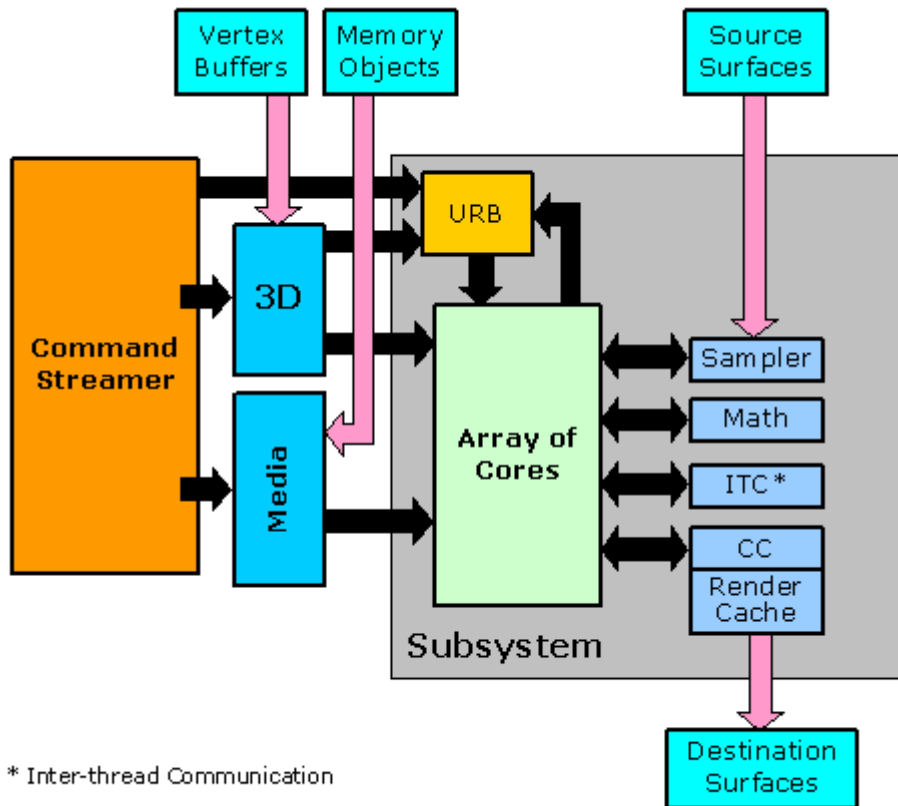 Vertex
Buffers
Memory
Objects
Source
Surfaces
URB
3D
Command
Streamer
Sampler
Math
Array of
Cores
Media
ITC *
CC
Render
Cache
Subsystem
Destination
Surfaces
* Inter-thread Communication